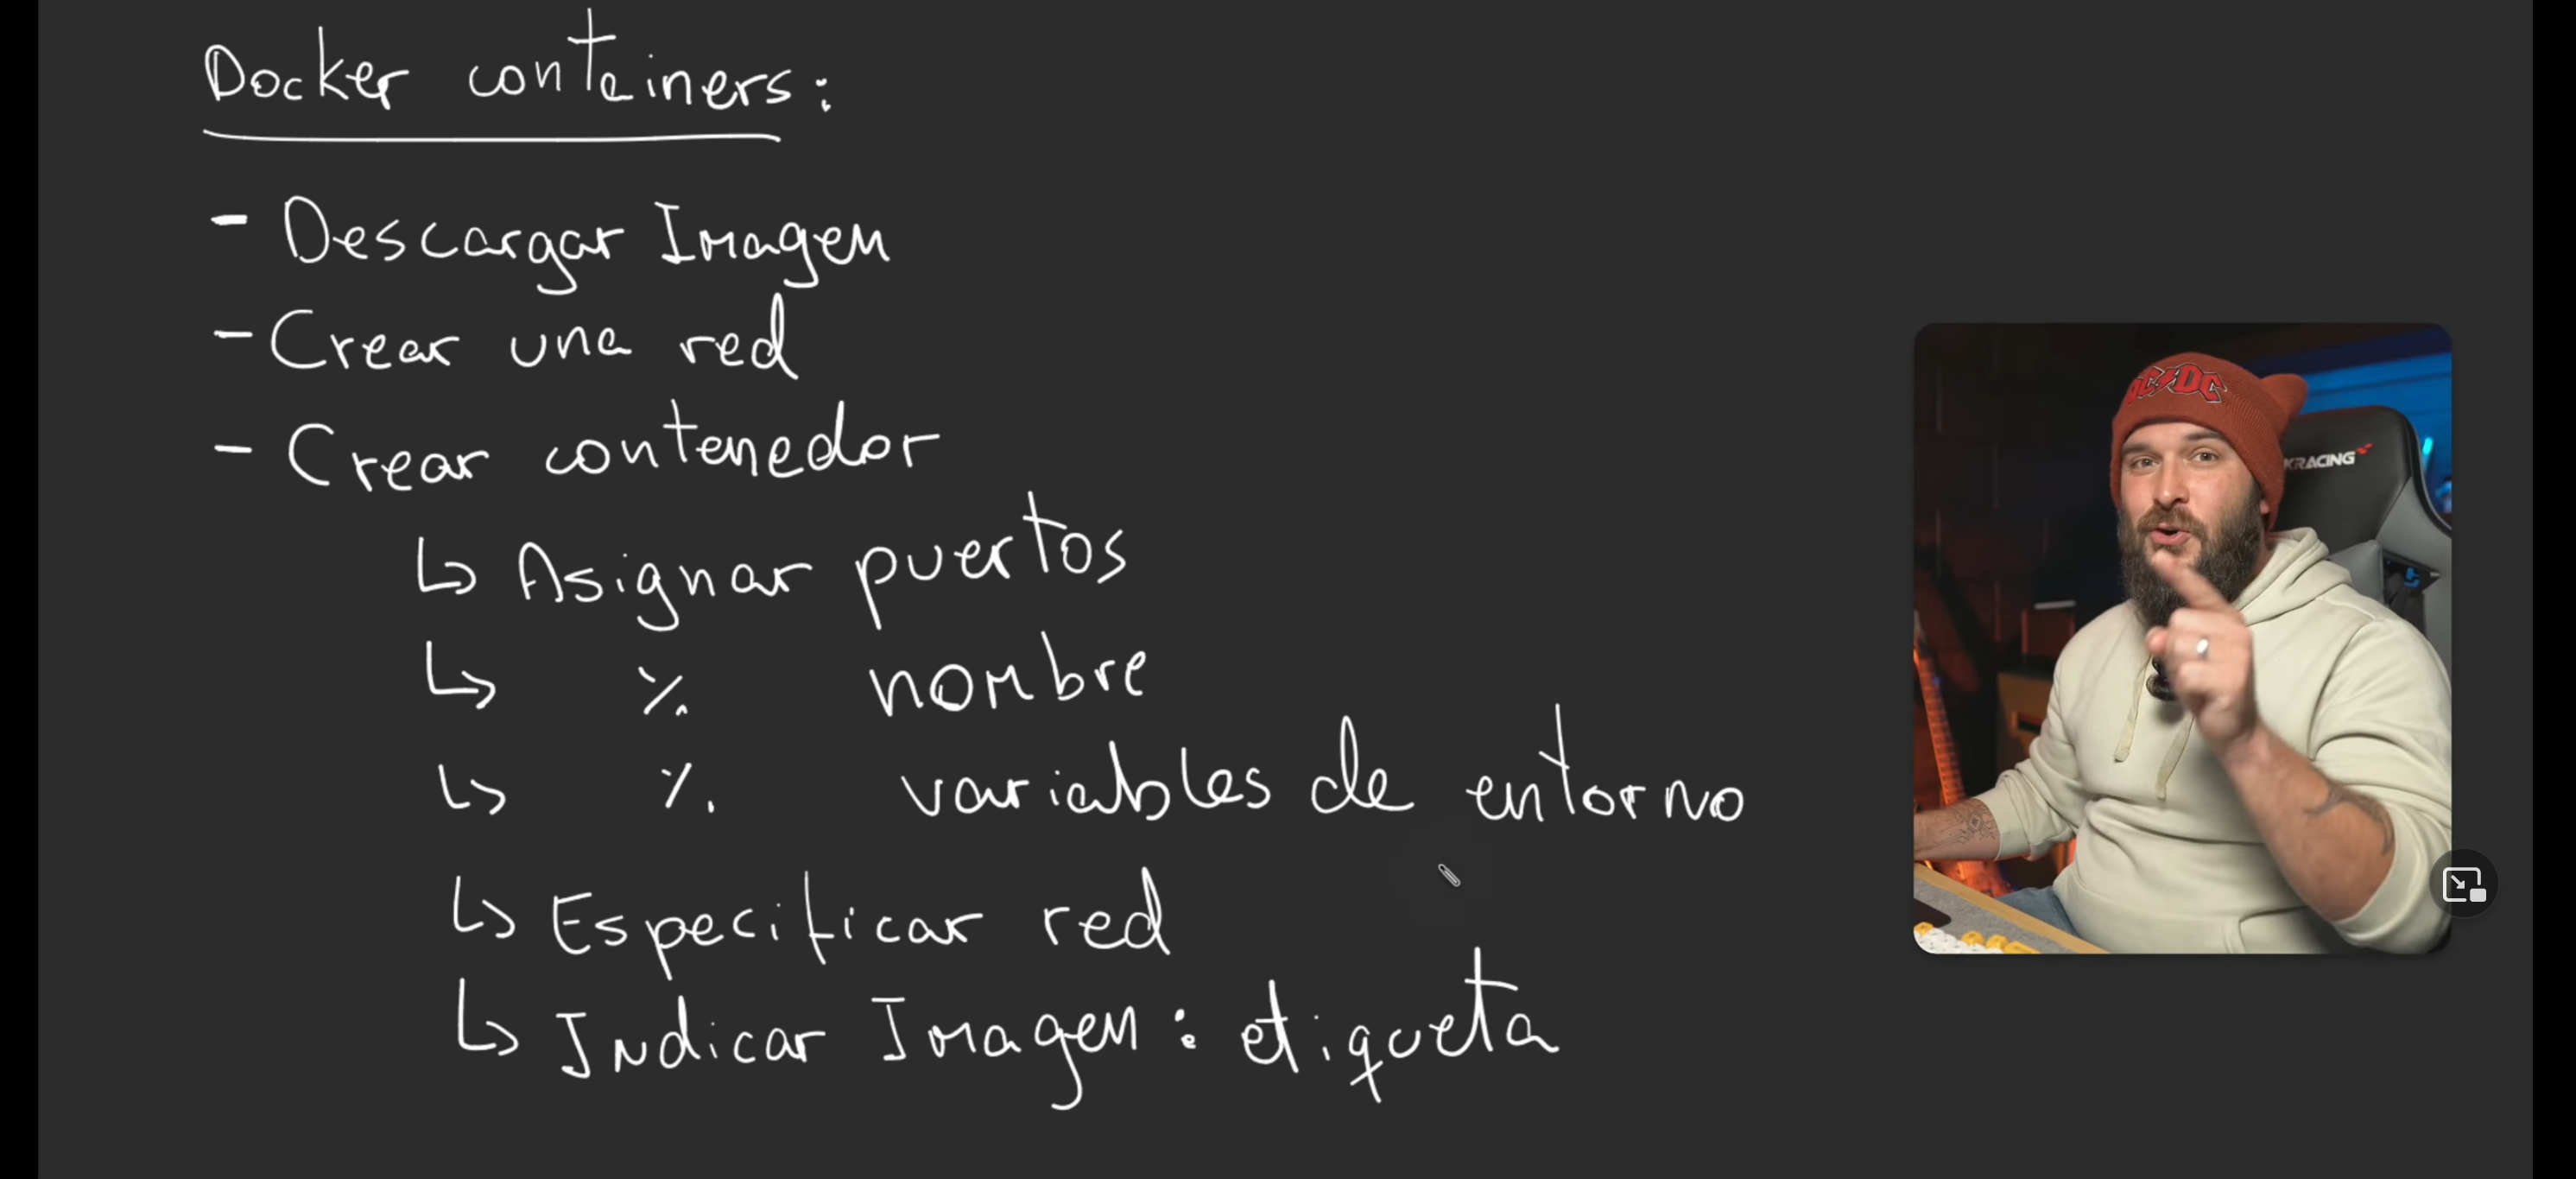 Docker containers:
- Descargar Imagen
- Crear una red
- Crear contenedor
↳ Asignar puertos
↳ % nombre
↳ % variables de entorno
↳ Especificar red
↳ Indicar Imagen : etiqueta
AC/DC
KRACING